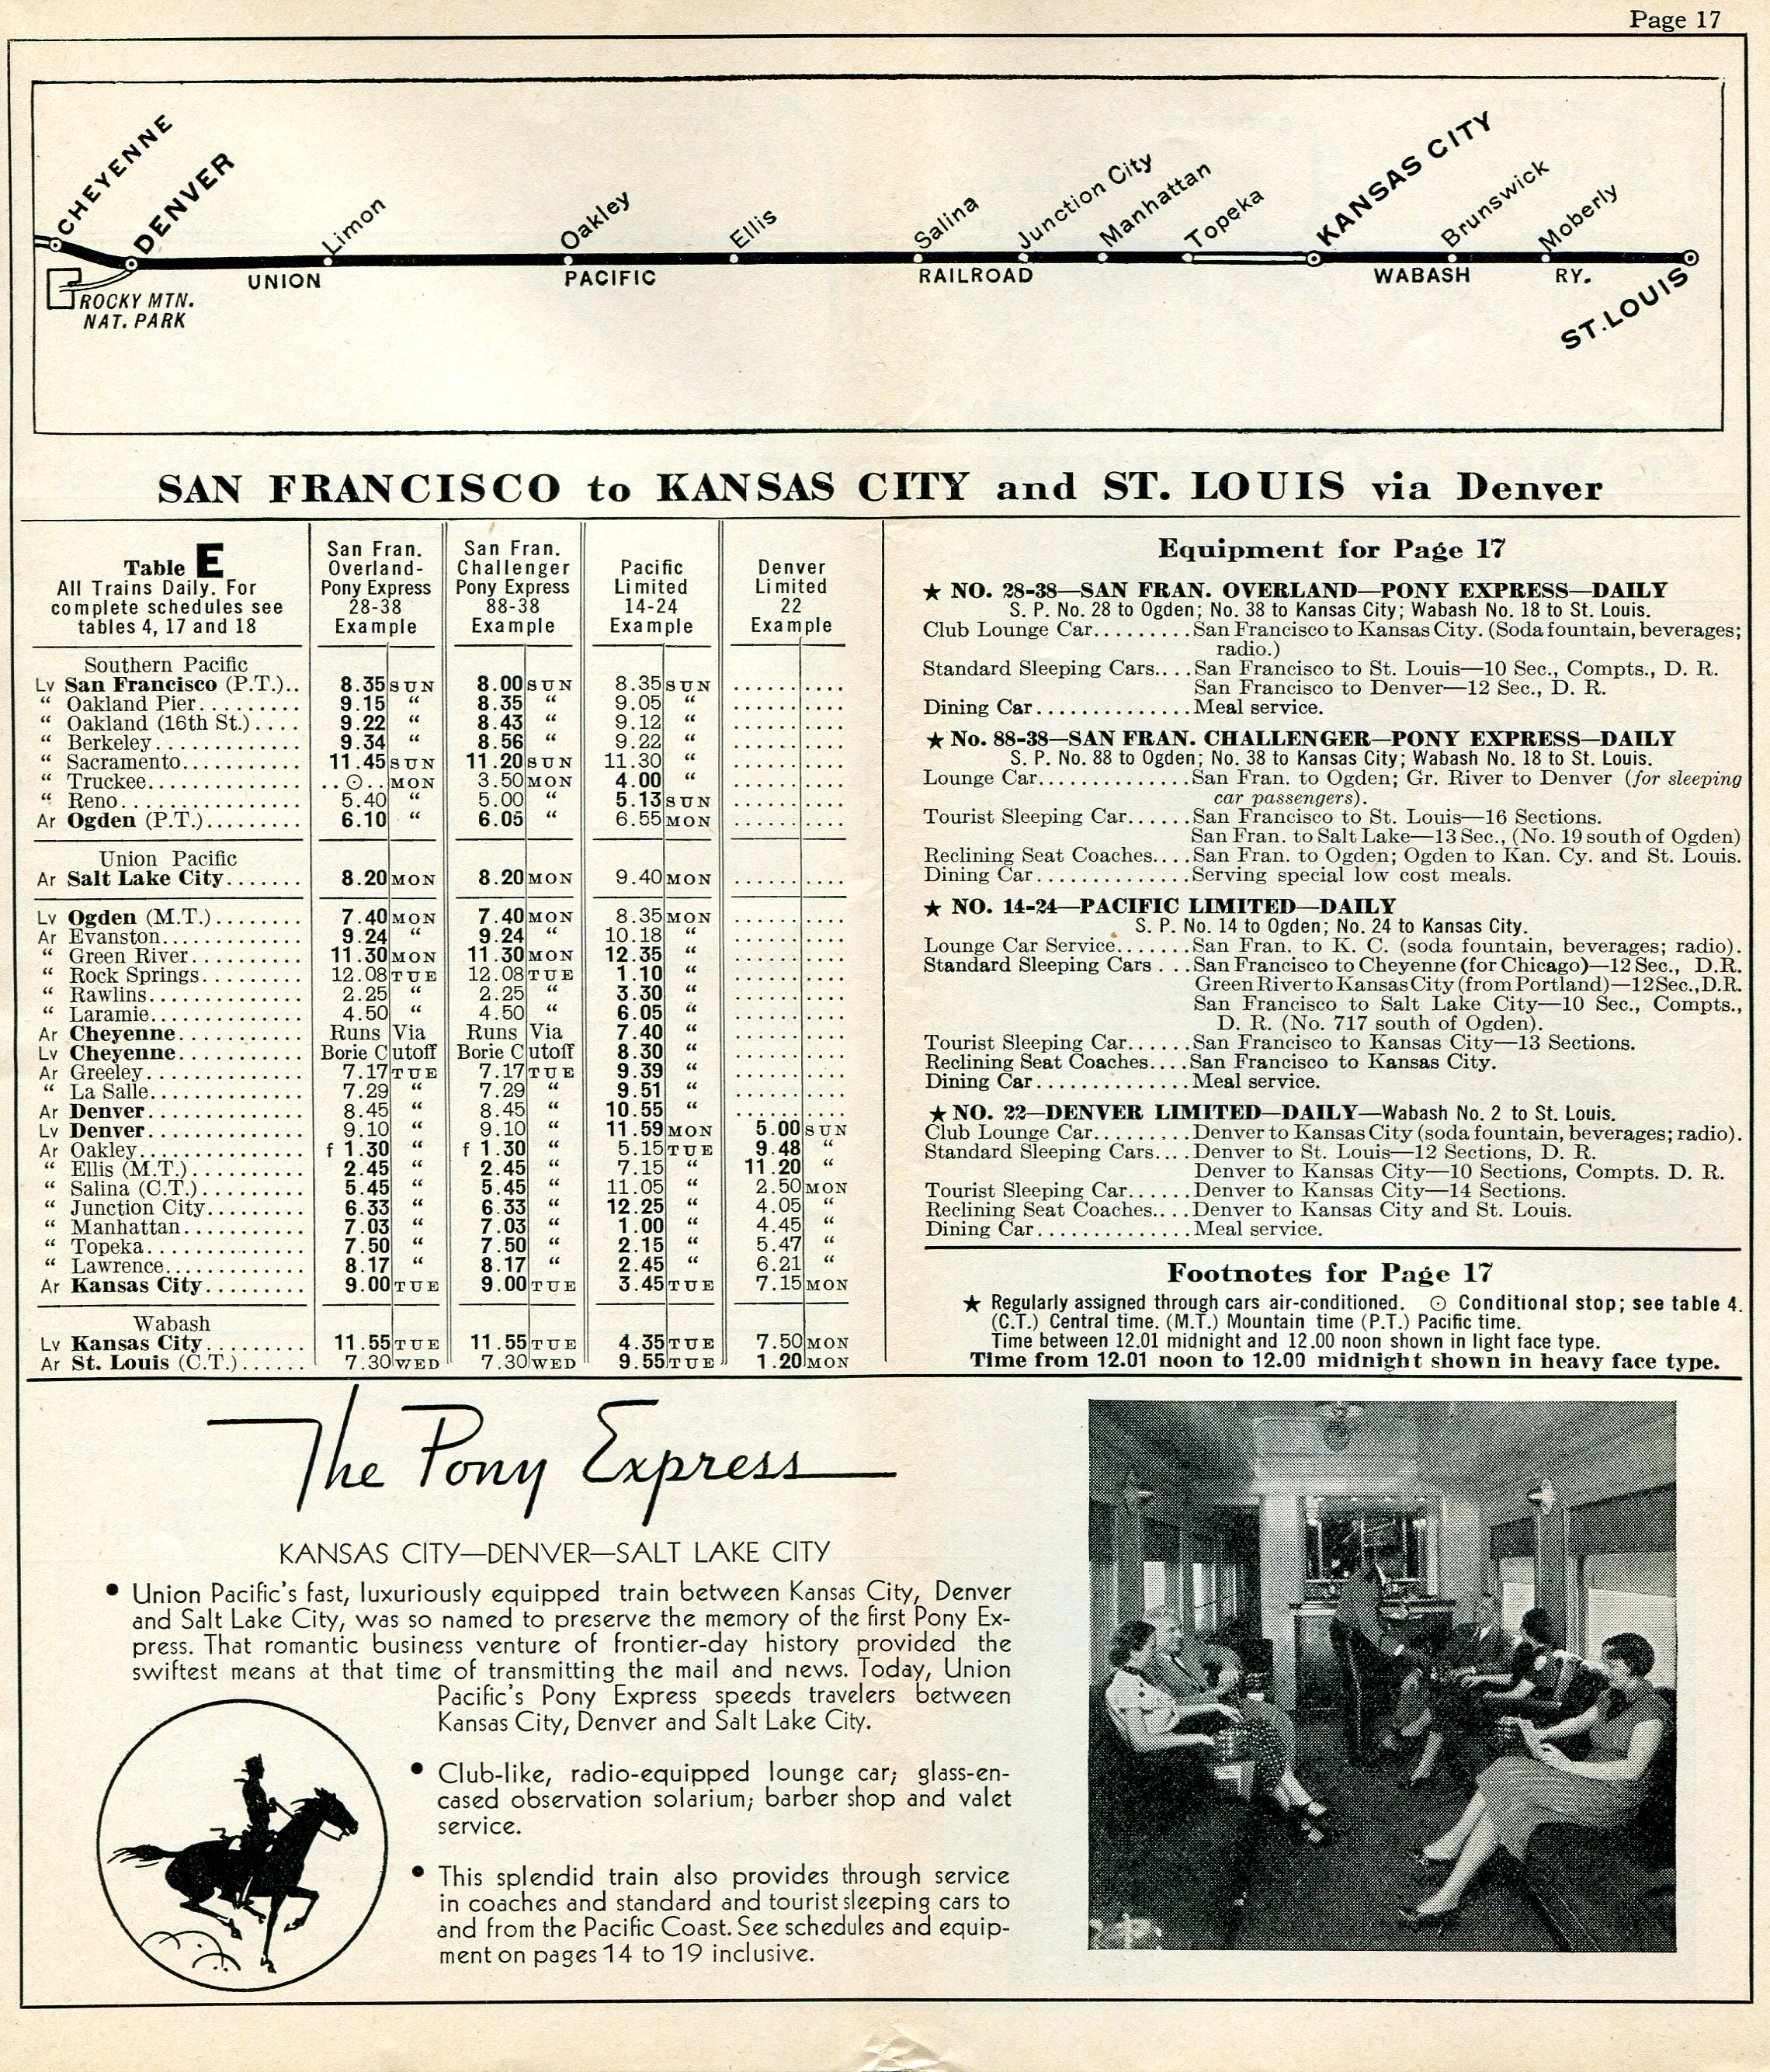 Page 17
CHEYENNE
DENVER
Limon
Oakley
Ellis
Salina
Junction City
Manhattan
Topeka
KANSAS CITY
Brunswick
Moberly
ST. LOUIS
UNION PACIFIC RAILROAD WABASH RY.
ROCKY MTN.
NAT. PARK
SAN FRANCISCO to KANSAS CITY and ST. LOUIS via Denver
Table E
All Trains Daily. For
complete schedules see
tables 4, 17 and 18
San Fran.
Overland-
Pony Express
28-38
Example
San Fran.
Challenger
Pony Express
88-38
Example
Pacific
Limited
14-24
Example
Denver
Limited
22
Example
Southern Pacific
Lv San Francisco (P.T.).. 8.35 SUN 8.00 SUN 8.35 SUN .......... 
“ Oakland Pier.......... 9.15 “ 8.35 “ 9.05 “ ..........
“ Oakland (16th St.).... 9.22 “ 8.43 “ 9.12 “ ..........
“ Berkeley.............. 9.34 “ 8.56 “ 9.22 “ ..........
“ Sacramento............ 11.45 SUN 11.20 SUN 11.30 “ ..........
“ Truckee............... ..⊙.. MON 3.50 MON 4.00 “ ..........
“ Reno.................. 5.40 “ 5.00 “ 5.13 SUN ..........
Ar Ogden (P.T.)......... 6.10 “ 6.05 “ 6.55 MON ..........
Union Pacific
Ar Salt Lake City....... 8.20 MON 8.20 MON 9.40 MON ..........
Lv Ogden (M.T.)........ 7.40 MON 7.40 MON 8.35 MON ..........
Ar Evanston............. 9.24 “ 9.24 “ 10.18 “ ..........
“ Green River........... 11.30 MON 11.30 MON 12.35 “ ..........
“ Rock Springs.......... 12.08 TUE 12.08 TUE 1.10 “ ..........
“ Rawlins............... 2.25 “ 2.25 “ 3.30 “ ..........
“ Laramie............... 4.50 “ 4.50 “ 6.05 “ ..........
Ar Cheyenne............ Runs Via Runs Via 7.40 “ ..........
Lv Cheyenne............ Borie Cutoff Borie Cutoff 8.30 “ ..........
Ar Greeley.............. 7.17 TUE 7.17 TUE 9.39 “ ..........
“ La Salle.............. 7.29 “ 7.29 “ 9.51 “ ..........
Ar Denver............... 8.45 “ 8.45 “ 10.55 “ ..........
Lv Denver............... 9.10 “ 9.10 “ 11.59 MON 5.00 SUN
Ar Oakley............... f 1.30 “ f 1.30 “ 5.15 TUE 9.48 “
“ Ellis (M.T.).......... 2.45 “ 2.45 “ 7.15 “ 11.20 “
“ Salina (C.T.)......... 5.45 “ 5.45 “ 11.05 “ 2.50 MON
“ Junction City......... 6.33 “ 6.33 “ 12.25 “ 4.05 “
“ Manhattan............. 7.03 “ 7.03 “ 1.00 “ 4.45 “
“ Topeka................ 7.50 “ 7.50 “ 2.15 “ 5.47 “
“ Lawrence.............. 8.17 “ 8.17 “ 2.45 “ 6.21 “
Ar Kansas City.......... 9.00 TUE 9.00 TUE 3.45 TUE 7.15 MON
Wabash
Lv Kansas City.......... 11.55 TUE 11.55 TUE 4.35 TUE 7.50 MON
Ar St. Louis (C.T.)...... 7.30 WED 7.30 WED 9.55 TUE 1.20 MON
Equipment for Page 17
★ NO. 28-38—SAN FRAN. OVERLAND—PONY EXPRESS—DAILY
S. P. No. 28 to Ogden; No. 38 to Kansas City; Wabash No. 18 to St. Louis.
Club Lounge Car.........San Francisco to Kansas City. (Soda fountain, beverages;
radio.)
Standard Sleeping Cars....San Francisco to St. Louis—10 Sec., Compts., D. R.
San Francisco to Denver—12 Sec., D. R.
Dining Car..............Meal service.
★ No. 88-38—SAN FRAN. CHALLENGER—PONY EXPRESS—DAILY
S. P. No. 88 to Ogden; No. 38 to Kansas City; Wabash No. 18 to St. Louis.
Lounge Car..............San Fran. to Ogden; Gr. River to Denver (for sleeping
car passengers).
Tourist Sleeping Car......San Francisco to St. Louis—16 Sections.
San Fran. to Salt Lake—13 Sec., (No. 19 south of Ogden)
Reclining Seat Coaches....San Fran. to Ogden; Ogden to Kan. Cy. and St. Louis.
Dining Car..............Serving special low cost meals.
★ NO. 14-24—PACIFIC LIMITED—DAILY
S. P. No. 14 to Ogden; No. 24 to Kansas City.
Lounge Car Service.......San Fran. to K. C. (soda fountain, beverages; radio).
Standard Sleeping Cars ...San Francisco to Cheyenne (for Chicago)—12 Sec., D.R.
Green River to Kansas City (from Portland)—12 Sec., D.R.
San Francisco to Salt Lake City—10 Sec., Compts.,
D. R. (No. 717 south of Ogden).
Tourist Sleeping Car......San Francisco to Kansas City—13 Sections.
Reclining Seat Coaches....San Francisco to Kansas City.
Dining Car..............Meal service.
★ NO. 22—DENVER LIMITED—DAILY—Wabash No. 2 to St. Louis.
Club Lounge Car.........Denver to Kansas City (soda fountain, beverages; radio).
Standard Sleeping Cars....Denver to St. Louis—12 Sections, D. R.
Denver to Kansas City—10 Sections, Compts. D. R.
Tourist Sleeping Car......Denver to Kansas City—14 Sections.
Reclining Seat Coaches....Denver to Kansas City and St. Louis.
Dining Car..............Meal service.
Footnotes for Page 17
★ Regularly assigned through cars air-conditioned. ⊙ Conditional stop; see table 4.
(C.T.) Central time. (M.T.) Mountain time (P.T.) Pacific time.
Time between 12.01 midnight and 12.00 noon shown in light face type.
Time from 12.01 noon to 12.00 midnight shown in heavy face type.
The Pony Express
KANSAS CITY—DENVER—SALT LAKE CITY
● Union Pacific's fast, luxuriously equipped train between Kansas City, Denver
and Salt Lake City, was so named to preserve the memory of the first Pony Ex-
press. That romantic business venture of frontier-day history provided the
swiftest means at that time of transmitting the mail and news. Today, Union
Pacific's Pony Express speeds travelers between
Kansas City, Denver and Salt Lake City.
● Club-like, radio-equipped lounge car; glass-en-
cased observation solarium; barber shop and valet
service.
● This splendid train also provides through service
in coaches and standard and tourist sleeping cars to
and from the Pacific Coast. See schedules and equip-
ment on pages 14 to 19 inclusive.